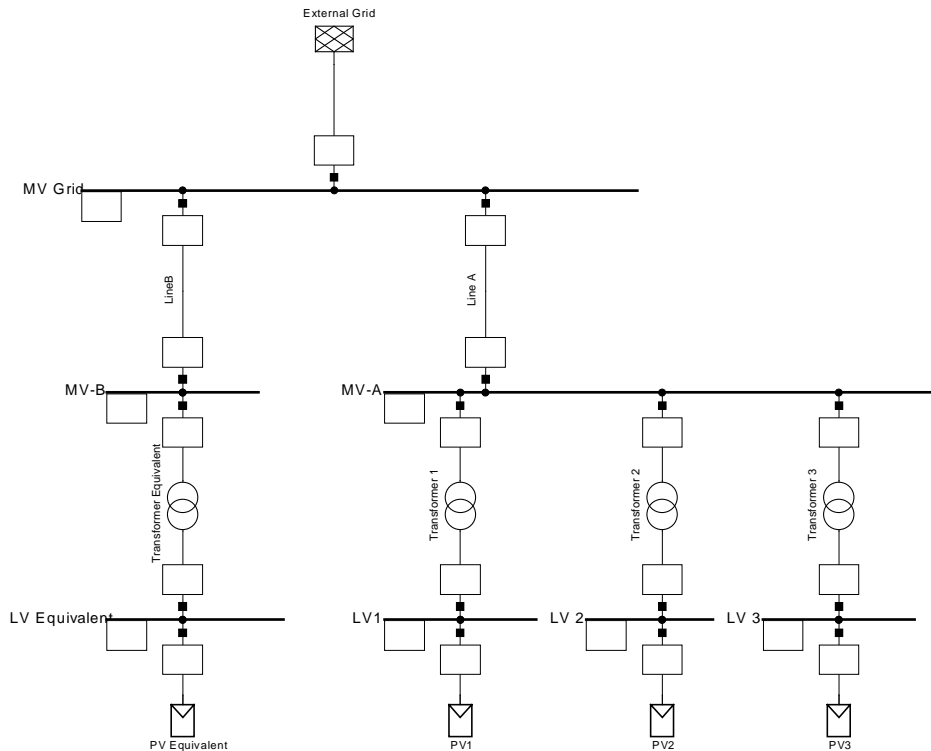 External Grid
MV Grid
LineB
Line A
MV-B
MV-A
Transformer Equivalent
Transformer 1
Transformer 2
Transformer 3
LV Equivalent
LV1
LV 2
LV 3
PV Equivalent
PV1
PV2
PV3